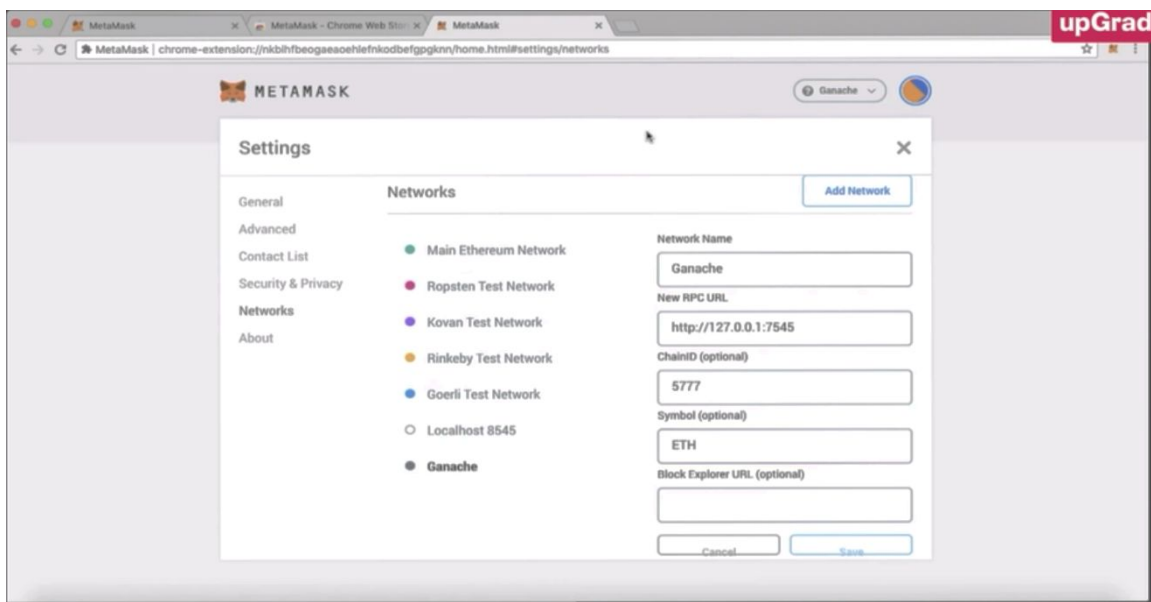 MetaMask
MetaMask - Chrome Web Stor
MetaMask
upGrad
MetaMask | chrome-extension://nkbihfbeogaeaoehlefnkodbefgpgknn/home.html#settings/networks
METAMASK
Ganache
Settings
Networks
Add Network
General
Advanced
Contact List
Security & Privacy
Networks
About
Main Ethereum Network
Ropsten Test Network
Kovan Test Network
Rinkeby Test Network
Goerli Test Network
Localhost 8545
Ganache
Network Name
Ganache
New RPC URL
http://127.0.0.1:7545
ChainID (optional)
5777
Symbol (optional)
ETH
Block Explorer URL (optional)
Cancel
Save